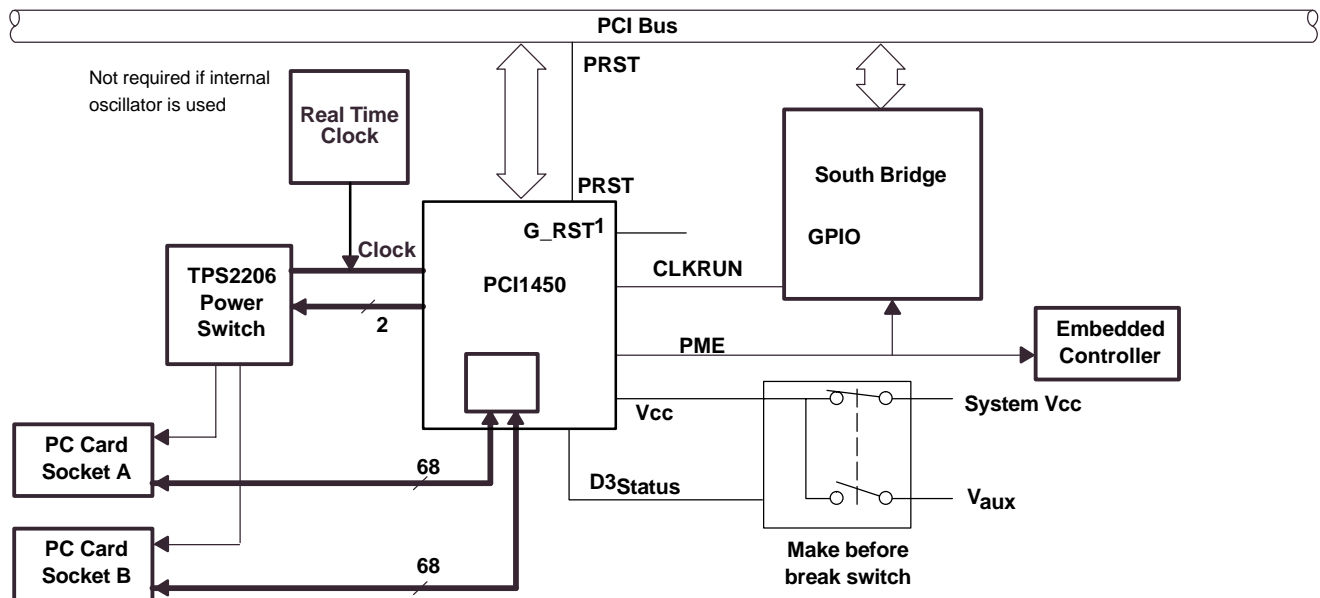 PCI Bus
PRST
Not required if internal
oscillator is used
Real Time
Clock
PRST
South Bridge
GPIO
G_RST1
Clock
CLKRUN
TPS2206
Power
Switch
PCI1450
2
PME
Embedded
Controller
Vcc
System Vcc
PC Card
Socket A
68
D3Status
Vaux
PC Card
Socket B
68
Make before
break switch